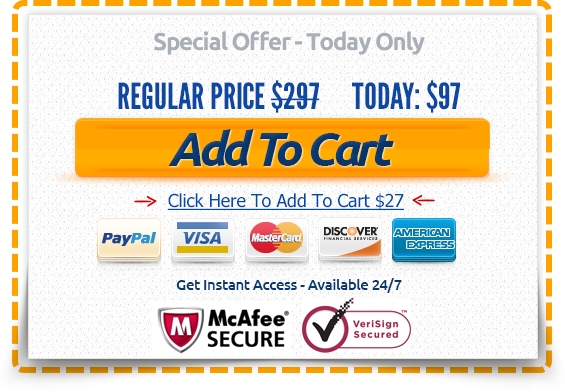 Special Offer - Today Only
REGULAR PRICE $297 TODAY: $97
Add To Cart
Click Here To Add To Cart $27
PayPal VISA MasterCard DISCOVER FINANCIAL SERVICES AMERICAN EXPRESS
Get Instant Access - Available 24/7
McAfee® SECURE
VeriSign™ Secured